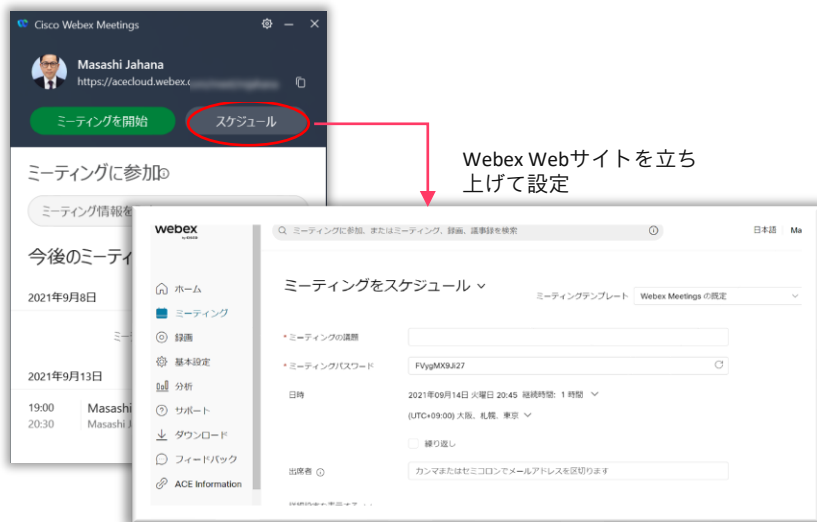 Cisco Webex Meetings
Masashi Jahana
https://acecloud.webex.c
ミーティングを開始
スケジュール
ミーティングに参加
ミーティング情報を
今後のミーティ
2021年9月8日
ミー
2021年9月13日
19:00
Masashi
20:30
Masashi J
Webex Webサイトを立ち
上げて設定
webex
by CISCO
ミーティングに参加、またはミーティング、録画、議事録を検索
日本語
Ma
ホーム
ミーティング
録画
基本設定
分析
サポート
ダウンロード
フィードバック
ACE Information
ミーティングをスケジュール
ミーティングテンプレート
Webex Meetings の既定
* ミーティングの議題
* ミーティングパスワード
FVygMX9Ji27
日時
2021年09月14日 火曜日 20:45 継続時間: 1 時間
(UTC+09:00) 大阪、札幌、東京
繰り返し
出席者
カンマまたはセミコロンでメールアドレスを区切ります